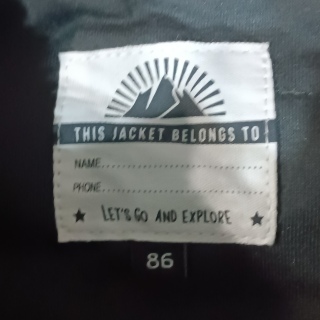 THIS JACKET BELONGS TO
NAME
PHONE
LET'S GO AND EXPLORE
86